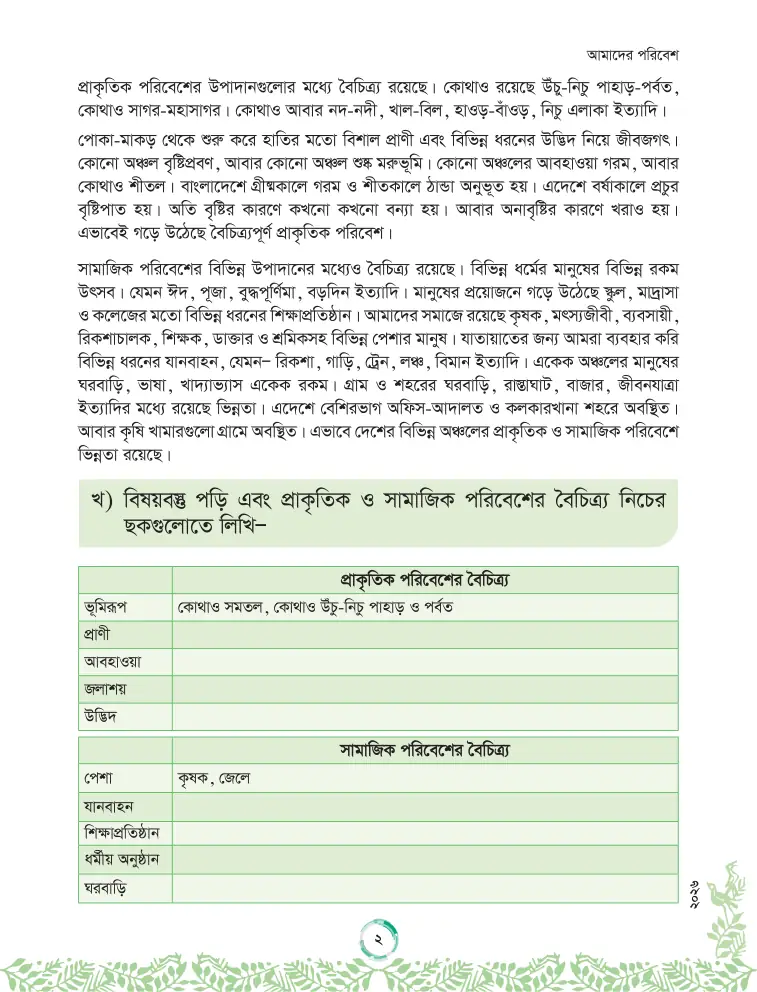 আমাদের পরিবেশ
প্রাকৃতিক পরিবেশের উপাদানগুলোর মধ্যে বৈচিত্র্য রয়েছে। কোথাও রয়েছে উঁচু-নিচু পাহাড়-পর্বত,
কোথাও সাগর-মহাসাগর। কোথাও আবার নদ-নদী, খাল-বিল, হাওড়-বাঁওড়, নিচু এলাকা ইত্যাদি।
পোকা-মাকড় থেকে শুরু করে হাতির মতো বিশাল প্রাণী এবং বিভিন্ন ধরনের উদ্ভিদ নিয়ে জীবজগৎ।
কোনো অঞ্চল বৃষ্টিপ্রবণ, আবার কোনো অঞ্চল শুষ্ক মরুভূমি। কোনো অঞ্চলের আবহাওয়া গরম, আবার
কোথাও শীতল। বাংলাদেশে গ্রীষ্মকালে গরম ও শীতকালে ঠান্ডা অনুভূত হয়। এদেশে বর্ষাকালে প্রচুর
বৃষ্টিপাত হয়। অতি বৃষ্টির কারণে কখনো কখনো বন্যা হয়। আবার অনাবৃষ্টির কারণে খরাও হয়।
এভাবেই গড়ে উঠেছে বৈচিত্র্যপূর্ণ প্রাকৃতিক পরিবেশ।
সামাজিক পরিবেশের বিভিন্ন উপাদানের মধ্যেও বৈচিত্র্য রয়েছে। বিভিন্ন ধর্মের মানুষের বিভিন্ন রকম
উৎসব। যেমন ঈদ, পূজা, বুদ্ধপূর্ণিমা, বড়দিন ইত্যাদি। মানুষের প্রয়োজনে গড়ে উঠেছে স্কুল, মাদ্রাসা
ও কলেজের মতো বিভিন্ন ধরনের শিক্ষাপ্রতিষ্ঠান। আমাদের সমাজে রয়েছে কৃষক, মৎস্যজীবী, ব্যবসায়ী,
রিকশাচালক, শিক্ষক, ডাক্তার ও শ্রমিকসহ বিভিন্ন পেশার মানুষ। যাতায়াতের জন্য আমরা ব্যবহার করি
বিভিন্ন ধরনের যানবাহন, যেমন– রিকশা, গাড়ি, ট্রেন, লঞ্চ, বিমান ইত্যাদি। একেক অঞ্চলের মানুষের
ঘরবাড়ি, ভাষা, খাদ্যাভ্যাস একেক রকম। গ্রাম ও শহরের ঘরবাড়ি, রাস্তাঘাট, বাজার, জীবনযাত্রা
ইত্যাদির মধ্যে রয়েছে ভিন্নতা। এদেশে বেশিরভাগ অফিস-আদালত ও কলকারখানা শহরে অবস্থিত।
আবার কৃষি খামারগুলো গ্রামে অবস্থিত। এভাবে দেশের বিভিন্ন অঞ্চলের প্রাকৃতিক ও সামাজিক পরিবেশে
ভিন্নতা রয়েছে।
খ) বিষয়বস্তু পড়ি এবং প্রাকৃতিক ও সামাজিক পরিবেশের বৈচিত্র্য নিচের
ছকগুলোতে লিখি–
প্রাকৃতিক পরিবেশের বৈচিত্র্য
ভূমিরূপ কোথাও সমতল, কোথাও উঁচু-নিচু পাহাড় ও পর্বত
প্রাণী
আবহাওয়া
জলাশয়
উদ্ভিদ
সামাজিক পরিবেশের বৈচিত্র্য
পেশা কৃষক, জেলে
যানবাহন
শিক্ষাপ্রতিষ্ঠান
ধর্মীয় অনুষ্ঠান
ঘরবাড়ি
২০২৬
২